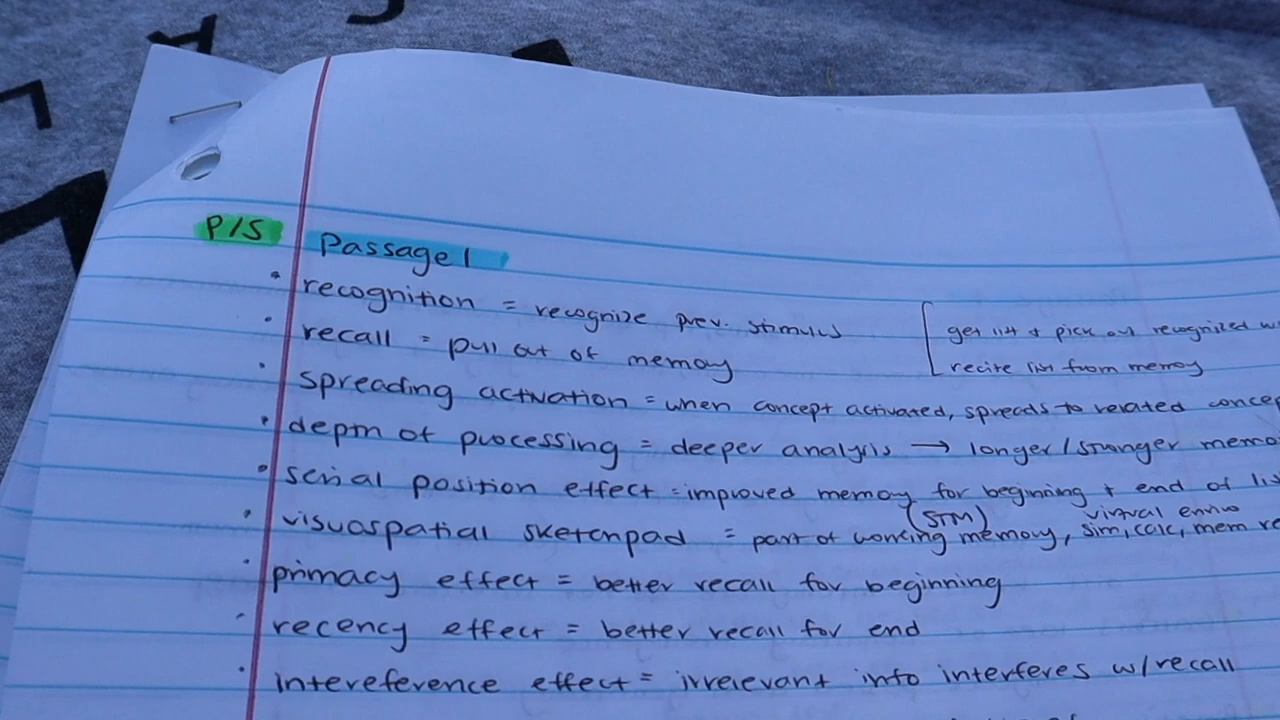 P/S Passage 1
• recognition = recognize prev. stimulus [get list + pick out recognized
• recall = pull out of memory [recite list from memory
• spreading activation = when concept activated, spreads to related
• depth of processing = deeper analysis → longer/stronger
• serial position effect = improved memory for beginning + end of
(STM) virtual enviro
• visuospatial sketchpad = part of working memory, sim, calc, mem
• primacy effect = better recall for beginning
• recency effect = better recall for end
• intereference effect = irrelevant info interferes w/recall